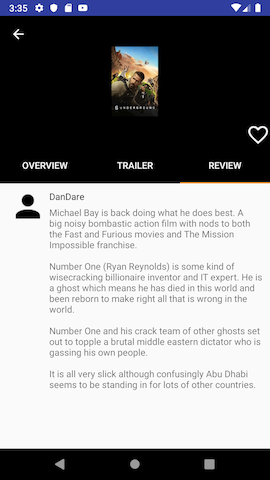 3:35
6 UNDERGROUND
OVERVIEW
TRAILER
REVIEW
DanDare
Michael Bay is back doing what he does best. A
big noisy bombastic action film with nods to both
the Fast and Furious movies and The Mission
Impossible franchise.
Number One (Ryan Reynolds) is some kind of
wisecracking billionaire inventor and IT expert. He is
a ghost which means he has died in this world and
been reborn to make right all that is wrong in the
world.
Number One and his crack team of other ghosts set
out to topple a brutal middle eastern dictator who is
gassing his own people.
It is all very slick although confusingly Abu Dhabi
seems to be standing in for lots of other countries.